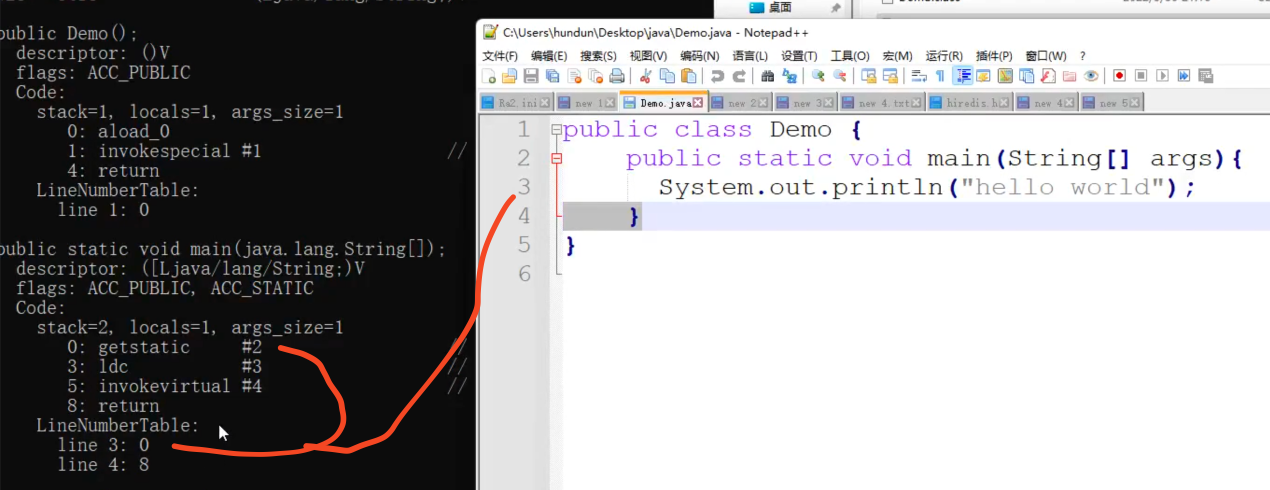 public Demo();
descriptor: ()V
flags: ACC_PUBLIC
Code:
stack=1, locals=1, args_size=1
0: aload_0
1: invokespecial #1 //
4: return
LineNumberTable:
line 1: 0
public static void main(java.lang.String[]);
descriptor: ([Ljava/lang/String;)V
flags: ACC_PUBLIC, ACC_STATIC
Code:
stack=2, locals=1, args_size=1
0: getstatic #2 //
3: ldc #3 //
5: invokevirtual #4 //
8: return
LineNumberTable:
line 3: 0
line 4: 8
桌面
C:\Users\hundun\Desktop\java\Demo.java - Notepad++
文件(F) 编辑(E) 搜索(S) 视图(V) 编码(N) 语言(L) 设置(T) 工具(O) 宏(M) 运行(R) 插件(P) 窗口(W) ?
Rs2.ini new 1 Demo.java new 2 new 3 new 4.txt hiredis.h new 4 new 5
1 public class Demo {
2 public static void main(String[] args){
3 System.out.println("hello world");
4 }
5 }
6